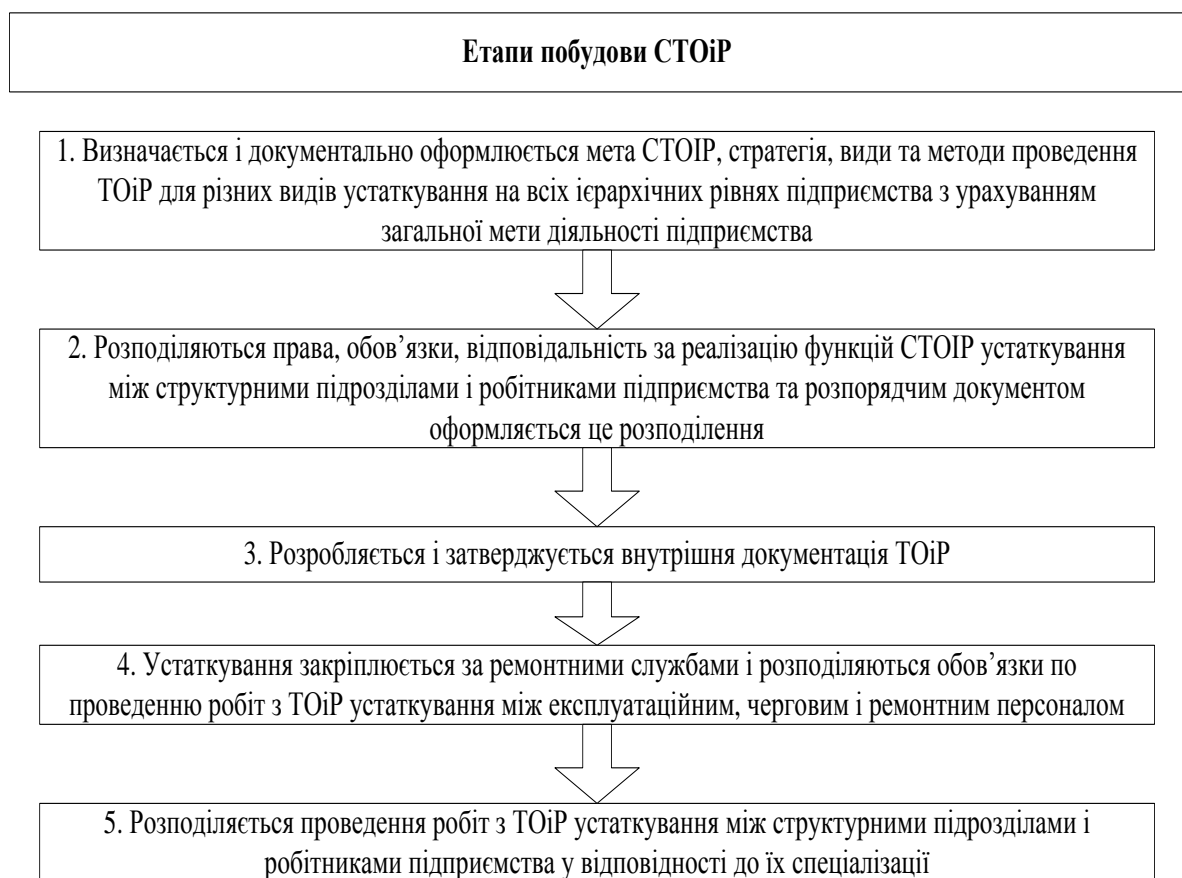 Етапи побудови СТОіР
1. Визначається і документально оформлюється мета СТОІР, стратегія, види та методи проведення
ТОіР для різних видів устаткування на всіх ієрархічних рівнях підприємства з урахуванням
загальної мети діяльності підприємства
2. Розподіляються права, обов’язки, відповідальність за реалізацію функцій СТОІР устаткування
між структурними підрозділами і робітниками підприємства та розпорядчим документом
оформляється це розподілення
3. Розробляється і затверджується внутрішня документація ТОіР
4. Устаткування закріплюється за ремонтними службами і розподіляються обов’язки по
проведенню робіт з ТОіР устаткування між експлуатаційним, черговим і ремонтним персоналом
5. Розподіляється проведення робіт з ТОіР устаткування між структурними підрозділами і
робітниками підприємства у відповідності до їх спеціалізації